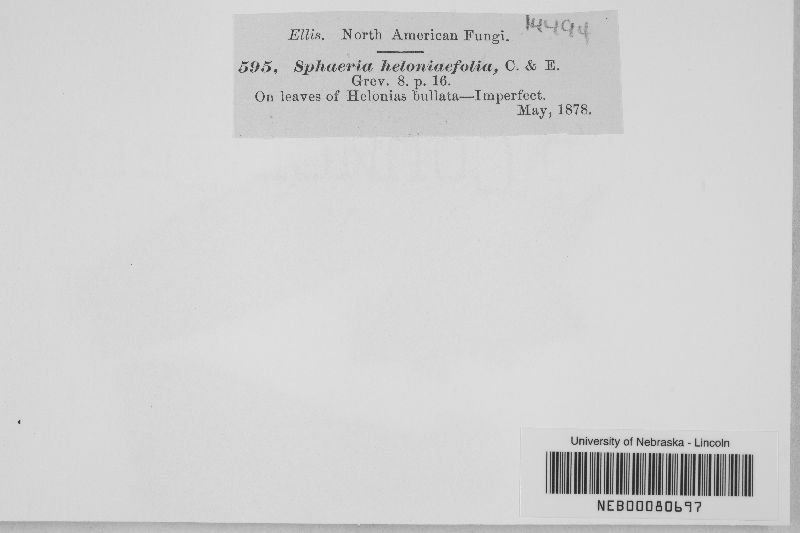 Ellis. North American Fungi.
14494
595, Sphaeria heloniaefolia, C. & E.
Grev. 8. p. 16.
On leaves of Helonias bullata—Imperfect.
May, 1878.
University of Nebraska - Lincoln
NEB00080697